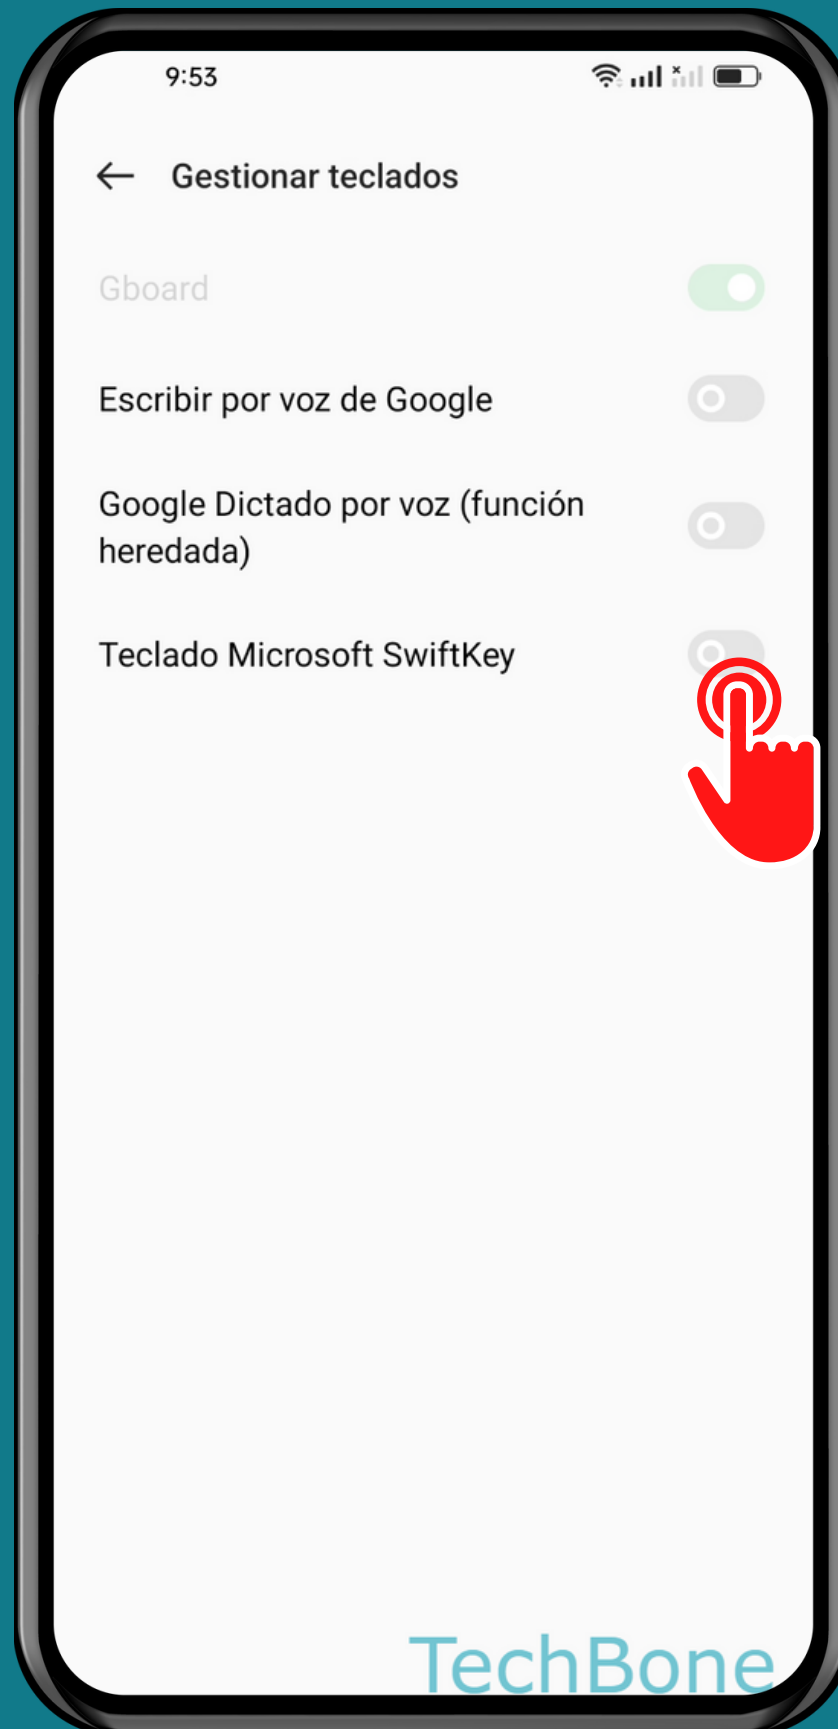 9:53
Gestionar teclados
Gboard
Escribir por voz de Google
Google Dictado por voz (función
heredada)
Teclado Microsoft SwiftKey
TechBone